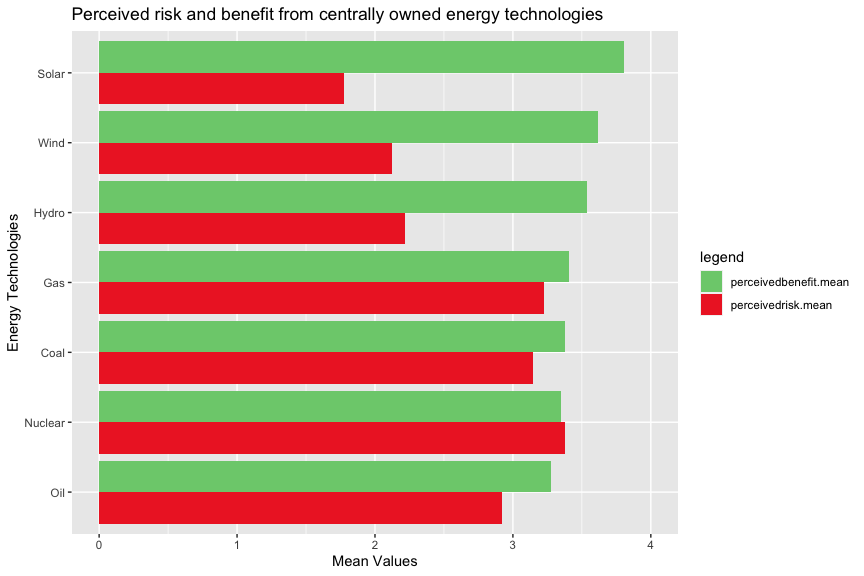 Perceived risk and benefit from centrally owned energy technologies
Energy Technologies
Solar
Wind
Hydro
Gas
Coal
Nuclear
Oil
0 1 2 3 4
Mean Values
legend
perceivedbenefit.mean
perceivedrisk.mean